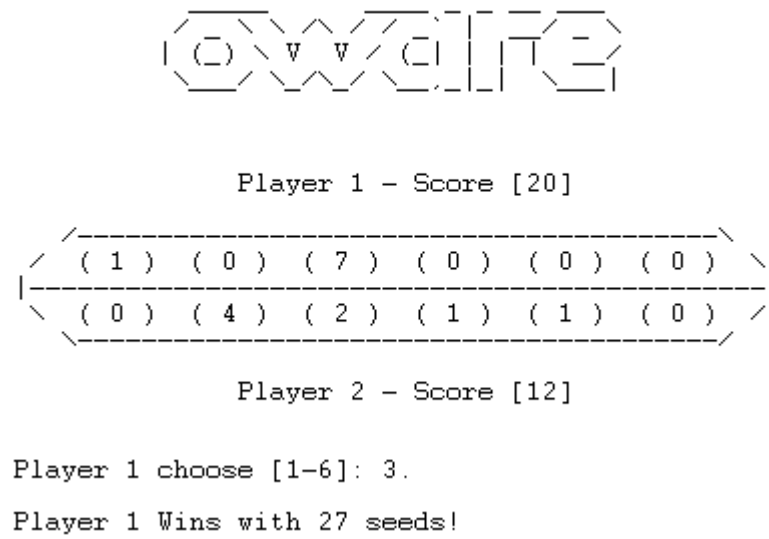 oware
Player 1 – Score [20]
( 1 ) ( 0 ) ( 7 ) ( 0 ) ( 0 ) ( 0 )
( 0 ) ( 4 ) ( 2 ) ( 1 ) ( 1 ) ( 0 )
Player 2 – Score [12]
Player 1 choose [1–6]: 3.
Player 1 Wins with 27 seeds!